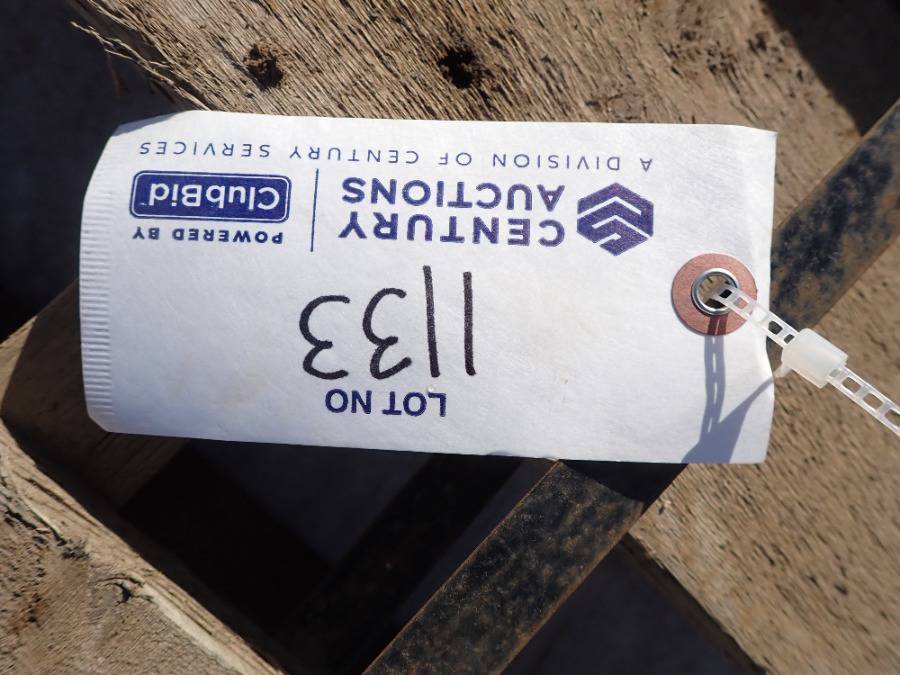 LOT NO
1133
CENTURY
AUCTIONS
POWERED BY
ClubBid
A DIVISION OF CENTURY SERVICES